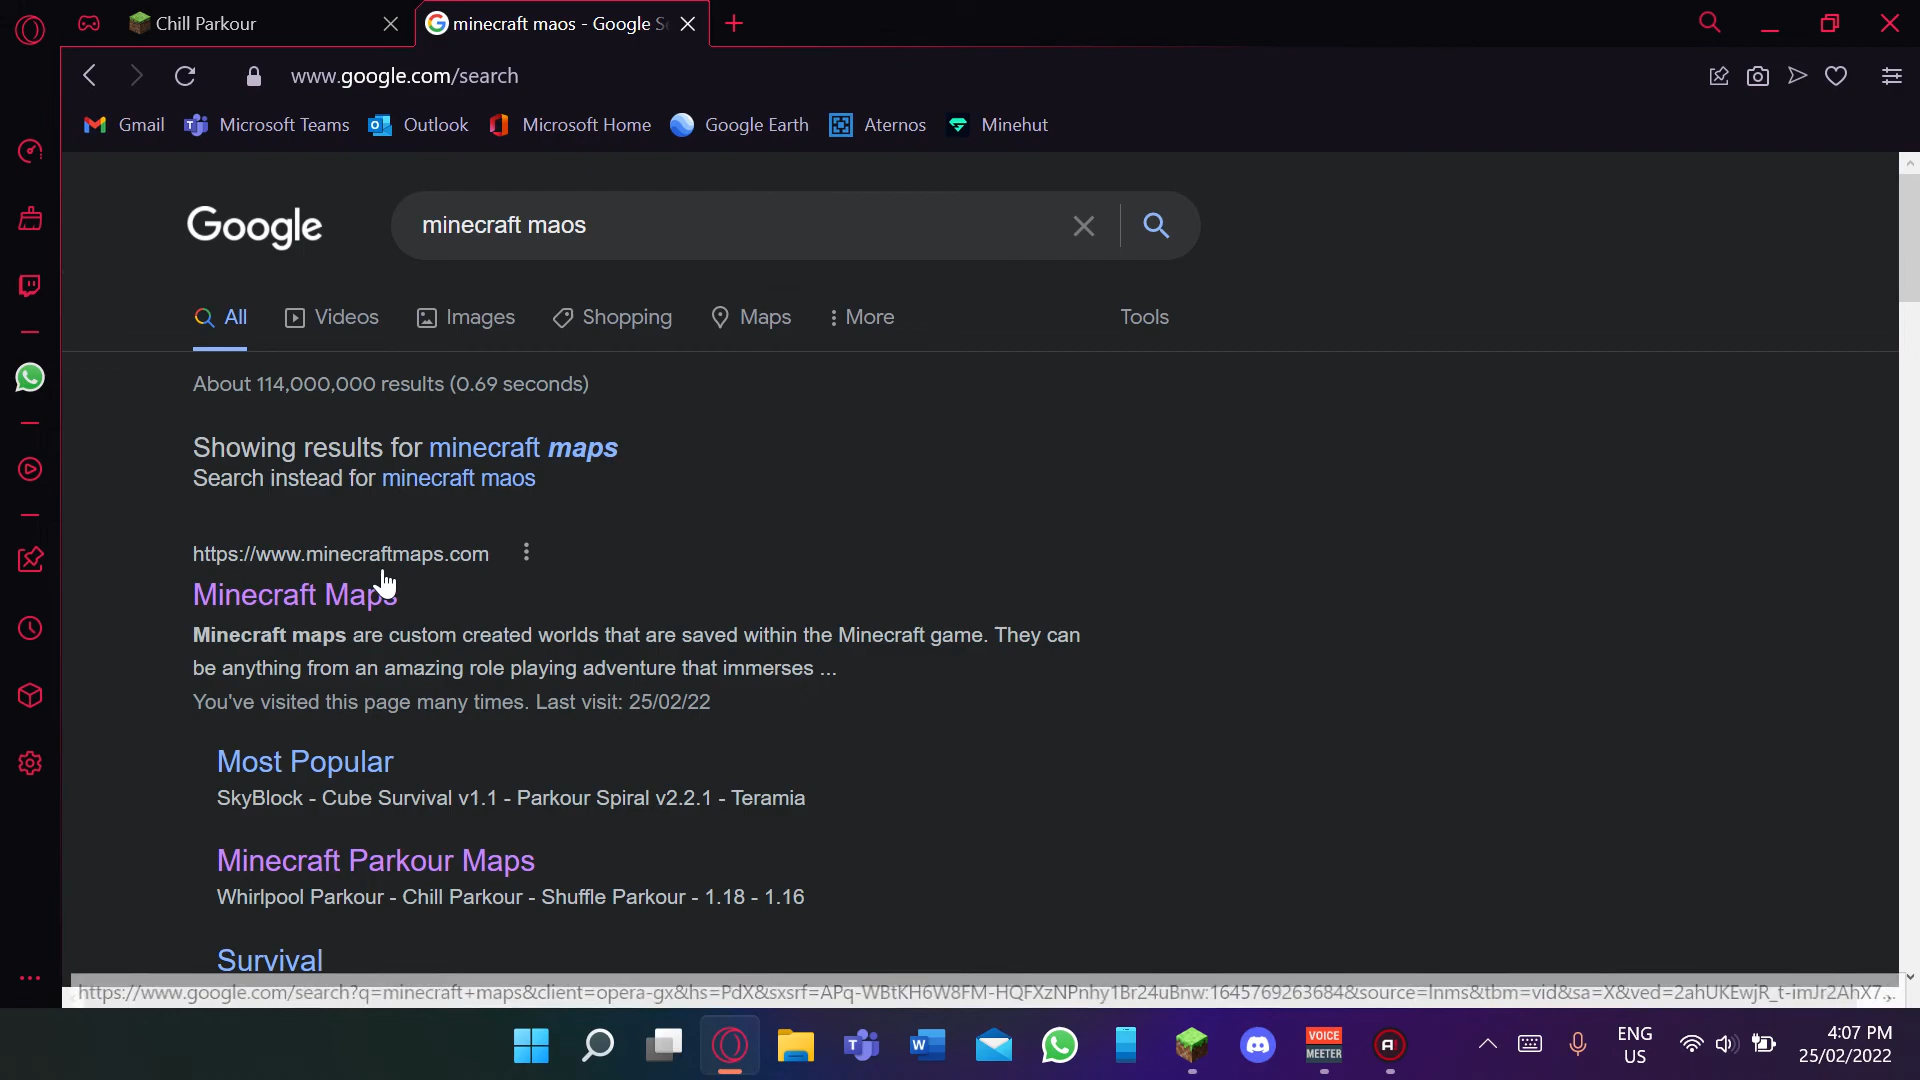 Chill Parkour
minecraft maos - Google S
www.google.com/search
Gmail Microsoft Teams Outlook Microsoft Home Google Earth Aternos Minehut
Google
minecraft maos
All Videos Images Shopping Maps More Tools
About 114,000,000 results (0.69 seconds)
Showing results for minecraft maps
Search instead for minecraft maos
https://www.minecraftmaps.com
Minecraft Maps
Minecraft maps are custom created worlds that are saved within the Minecraft game. They can
be anything from an amazing role playing adventure that immerses ...
You've visited this page many times. Last visit: 25/02/22
Most Popular
SkyBlock - Cube Survival v1.1 - Parkour Spiral v2.2.1 - Teramia
Minecraft Parkour Maps
Whirlpool Parkour - Chill Parkour - Shuffle Parkour - 1.18 - 1.16
Survival
https://www.google.com/search?q=minecraft+maps&client=opera-gx&hs=PdX&sxsrf=APq-WBtKH6W8FM-HQFXzNPnhy1Br24uBnw:1645769263684&source=lnms&tbm=vid&sa=X&ved=2ahUKEwjR_t-imJr2AhX7...
VOICE
MEETER
ENG
US
4:07 PM
25/02/2022